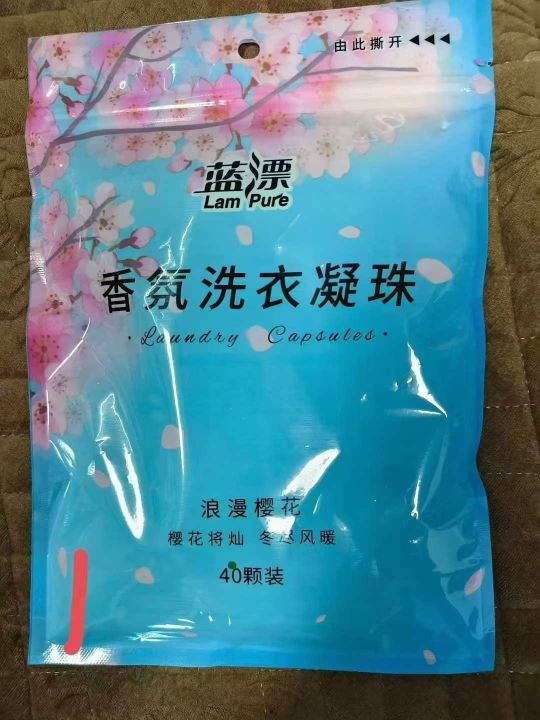 由此撕开
蓝漂
Lam Pure
香氛洗衣凝珠
· Laundry Capsules ·
浪漫樱花
樱花将灿 冬尽风暖
40颗装